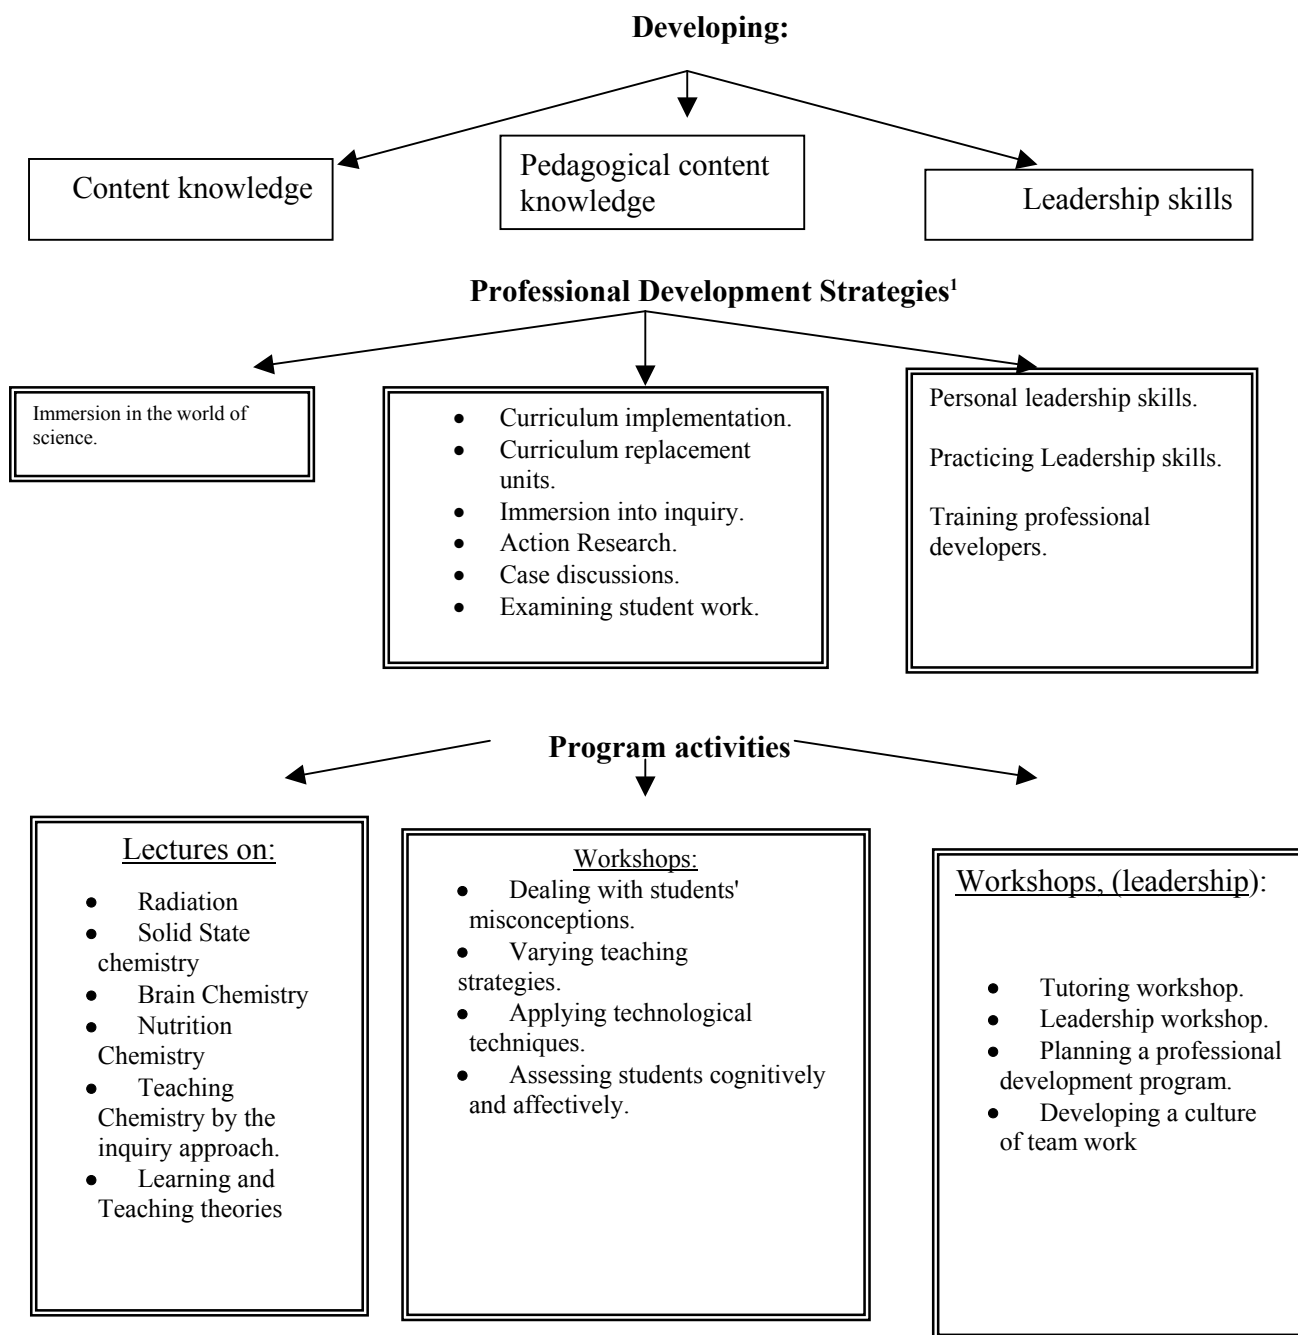 Developing:
Content knowledge
Pedagogical content
knowledge
Leadership skills
Professional Development Strategies¹
Immersion in the world of
science.
• Curriculum implementation.
• Curriculum replacement
units.
• Immersion into inquiry.
• Action Research.
• Case discussions.
• Examining student work.
Personal leadership skills.
Practicing Leadership skills.
Training professional
developers.
Program activities
Lectures on:
• Radiation
• Solid State
chemistry
• Brain Chemistry
• Nutrition
Chemistry
• Teaching
Chemistry by the
inquiry approach.
• Learning and
Teaching theories
Workshops:
• Dealing with students'
misconceptions.
• Varying teaching
strategies.
• Applying technological
techniques.
• Assessing students cognitively
and affectively.
Workshops, (leadership):
• Tutoring workshop.
• Leadership workshop.
• Planning a professional
development program.
• Developing a culture
of team work